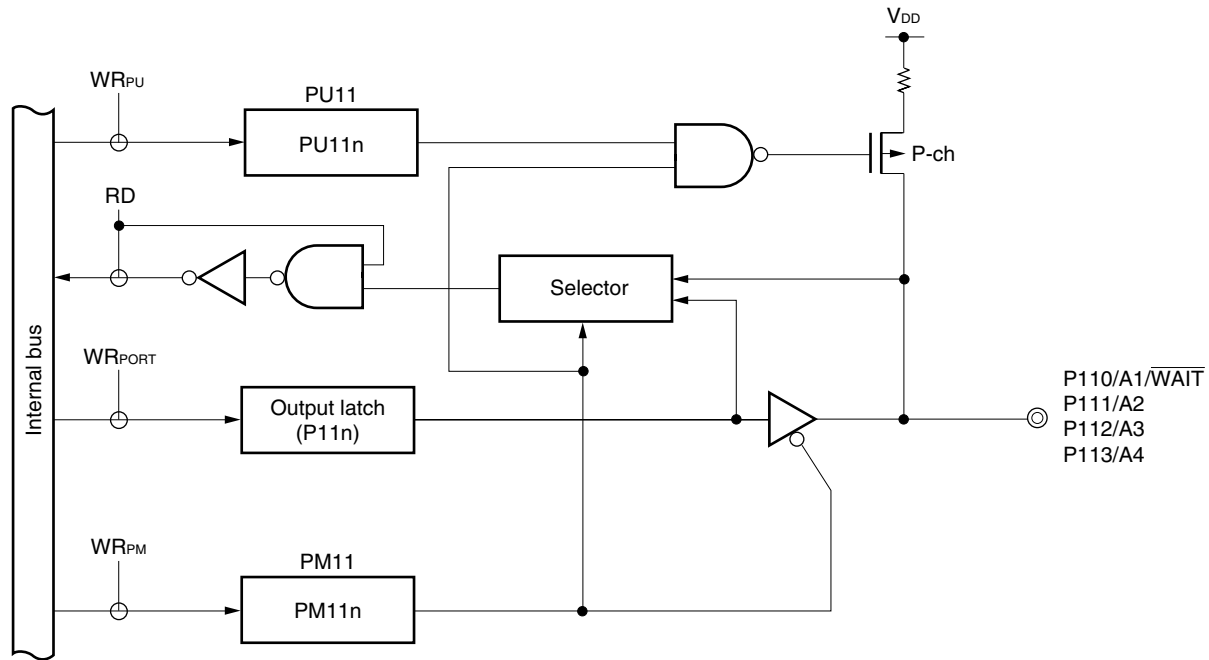 VDD
WRPU
PU11
PU11n
P-ch
RD
Selector
Internal bus
WRPORT
Output latch
(P11n)
P110/A1/W̅A̅I̅T̅
P111/A2
P112/A3
P113/A4
WRPM
PM11
PM11n